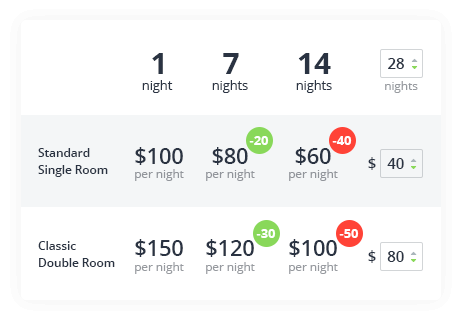 1 7 14 28
night nights nights nights
-20 -40
Standard
Single Room
$100 $80 $60 $ 40
per night per night per night
-30 -50
Classic
Double Room
$150 $120 $100 $ 80
per night per night per night